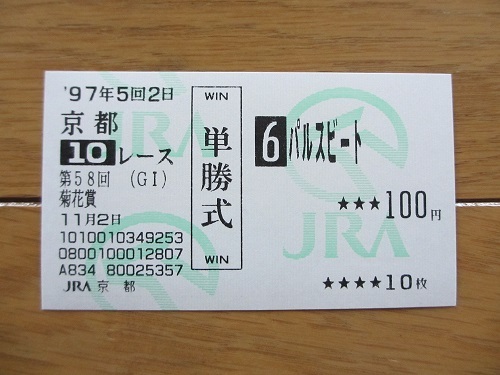 '97年5回2日
京都
10レース
第58回 (GI)
菊花賞
11月2日
1010010349253
0800100012807
A834 80025357
JRA 京都
WIN
単勝式
WIN
6 パルスビート
★★★100円
★★★★10枚
JRA
JRA